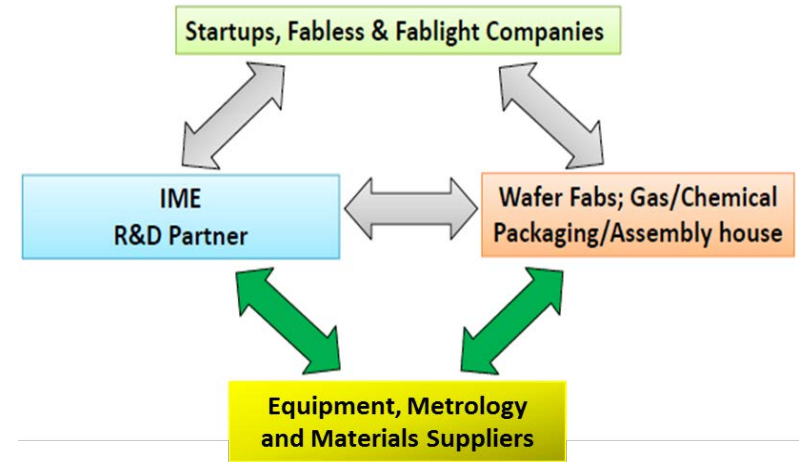 Startups, Fabless & Fablight Companies
IME
R&D Partner
Wafer Fabs; Gas/Chemical
Packaging/Assembly house
Equipment, Metrology
and Materials Suppliers